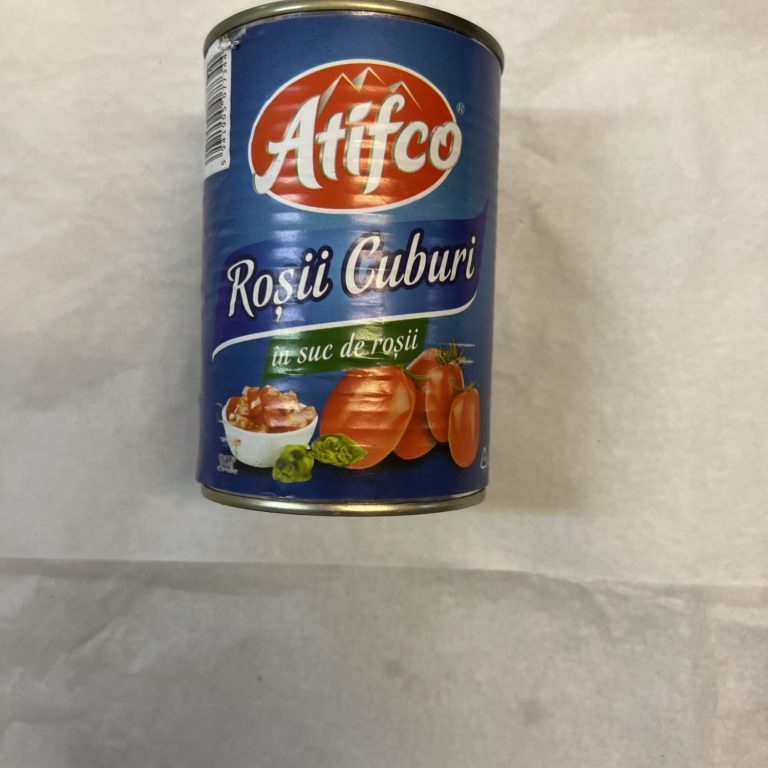 Atifco®
Roșii Cuburi
în suc de roșii